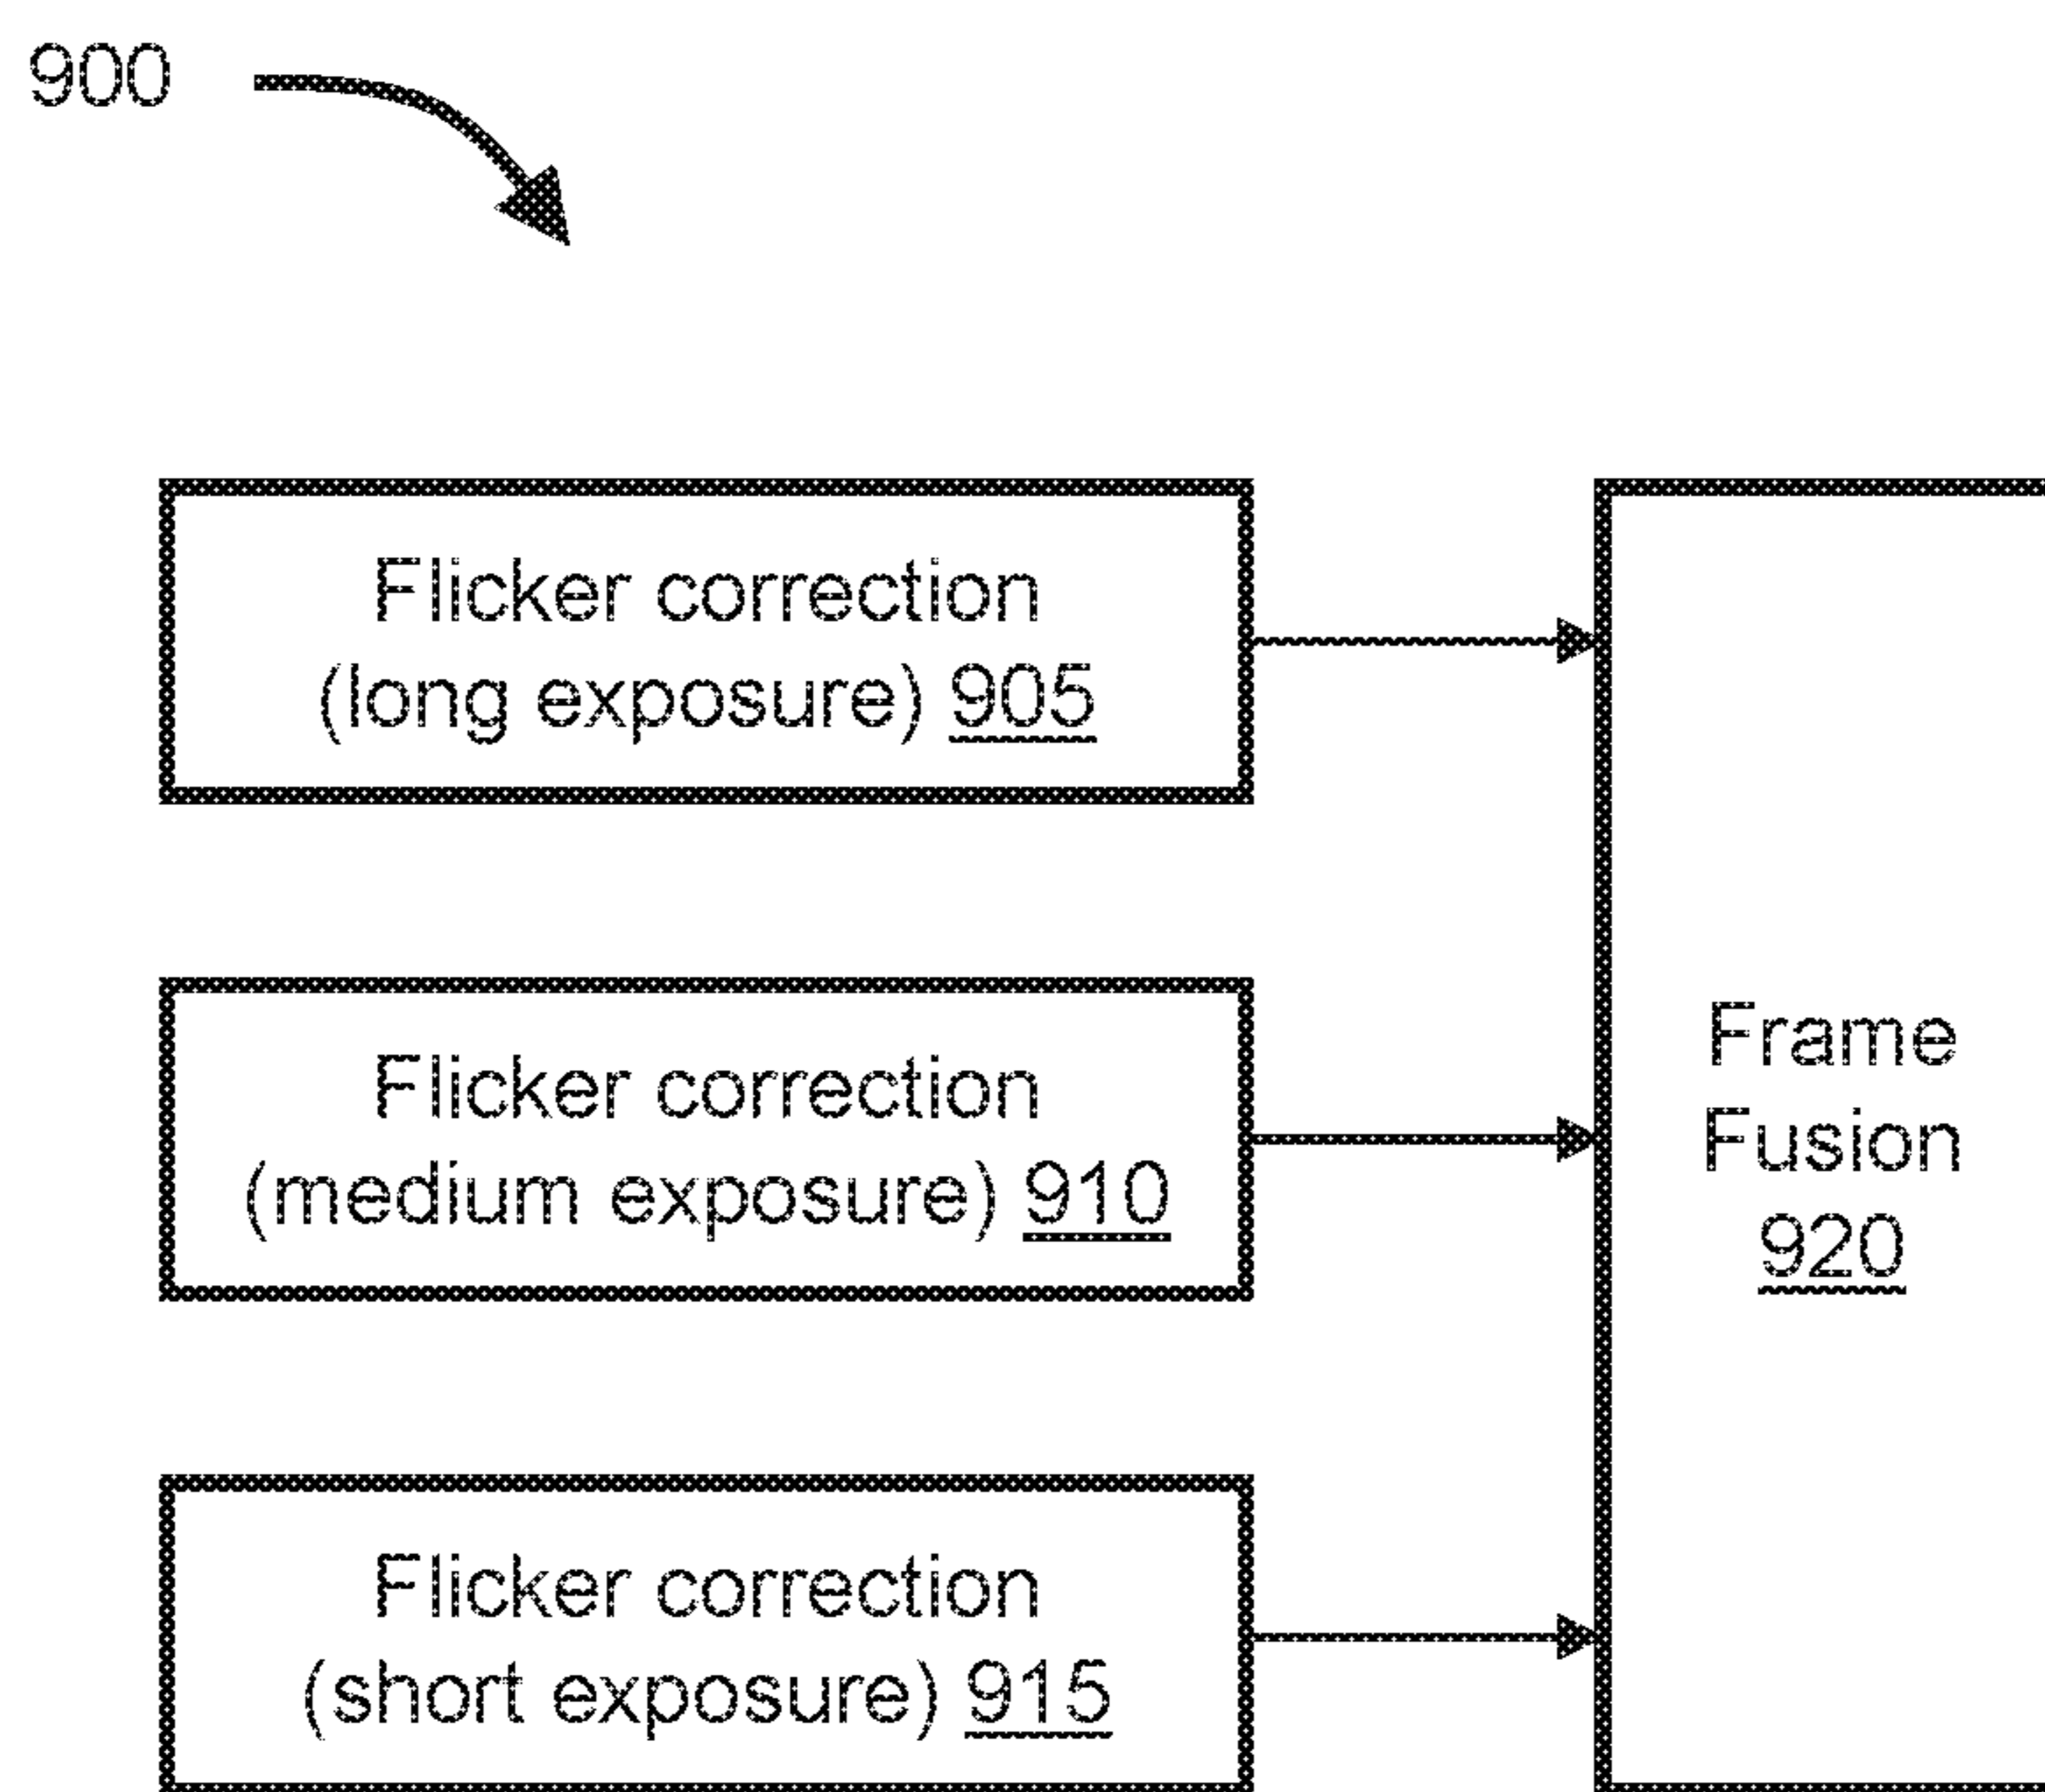 900
Flicker correction
(long exposure) 905
Flicker correction
(medium exposure) 910
Flicker correction
(short exposure) 915
Frame
Fusion
920